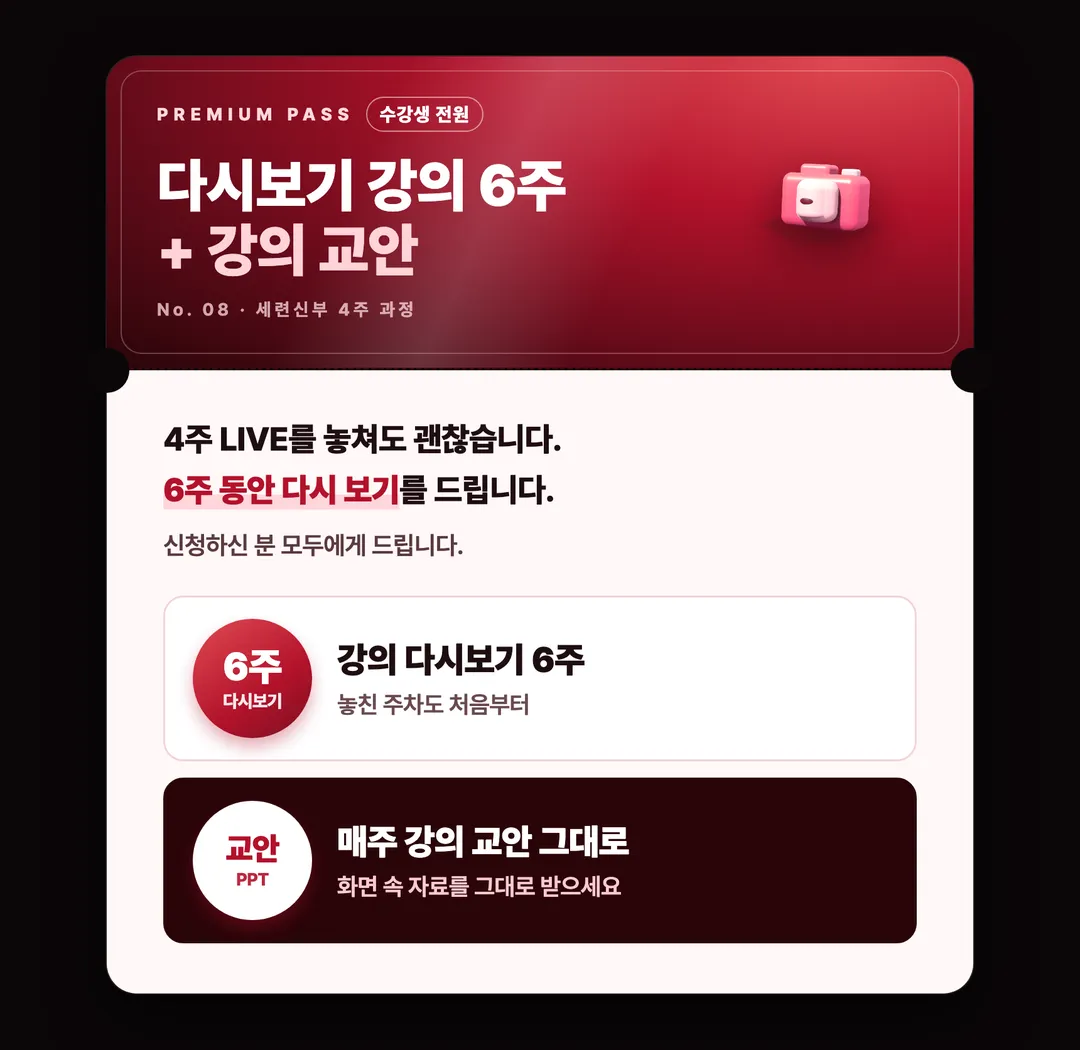 PREMIUM PASS 수강생 전원
다시보기 강의 6주
+ 강의 교안
No. 08 · 세련신부 4주 과정
4주 LIVE를 놓쳐도 괜찮습니다.
6주 동안 다시 보기를 드립니다.
신청하신 분 모두에게 드립니다.
6주
다시보기
강의 다시보기 6주
놓친 주차도 처음부터
교안
PPT
매주 강의 교안 그대로
화면 속 자료를 그대로 받으세요